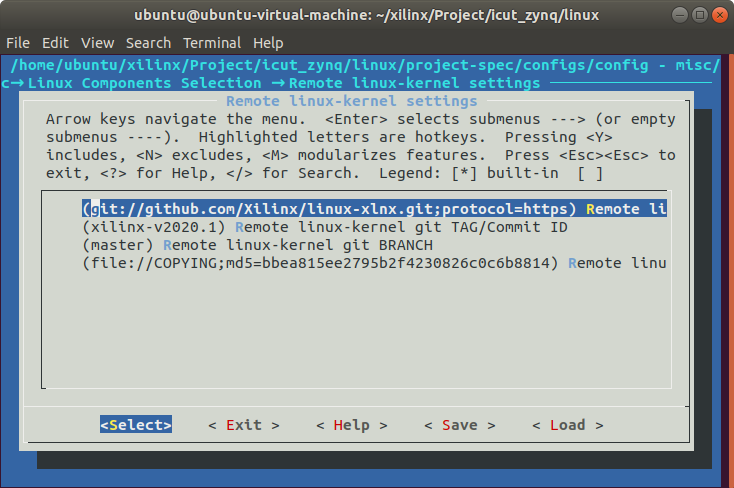 ubuntu@ubuntu-virtual-machine: ~/xilinx/Project/icut_zynq/linux
File Edit View Search Terminal Help
/home/ubuntu/xilinx/Project/icut_zynq/linux/project-spec/configs/config - misc/
c→Linux Components Selection →Remote linux-kernel settings
Remote linux-kernel settings
Arrow keys navigate the menu. <Enter> selects submenus ---> (or empty
submenus ----). Highlighted letters are hotkeys. Pressing <Y>
includes, <N> excludes, <M> modularizes features. Press <Esc><Esc> to
exit, <?> for Help, </> for Search. Legend: [*] built-in [ ]
(git://github.com/Xilinx/linux-xlnx.git;protocol=https) Remote li
(xilinx-v2020.1) Remote linux-kernel git TAG/Commit ID
(master) Remote linux-kernel git BRANCH
(file://COPYING;md5=bbea815ee2795b2f4230826c0c6b8814) Remote linu
<Select> < Exit > < Help > < Save > < Load >